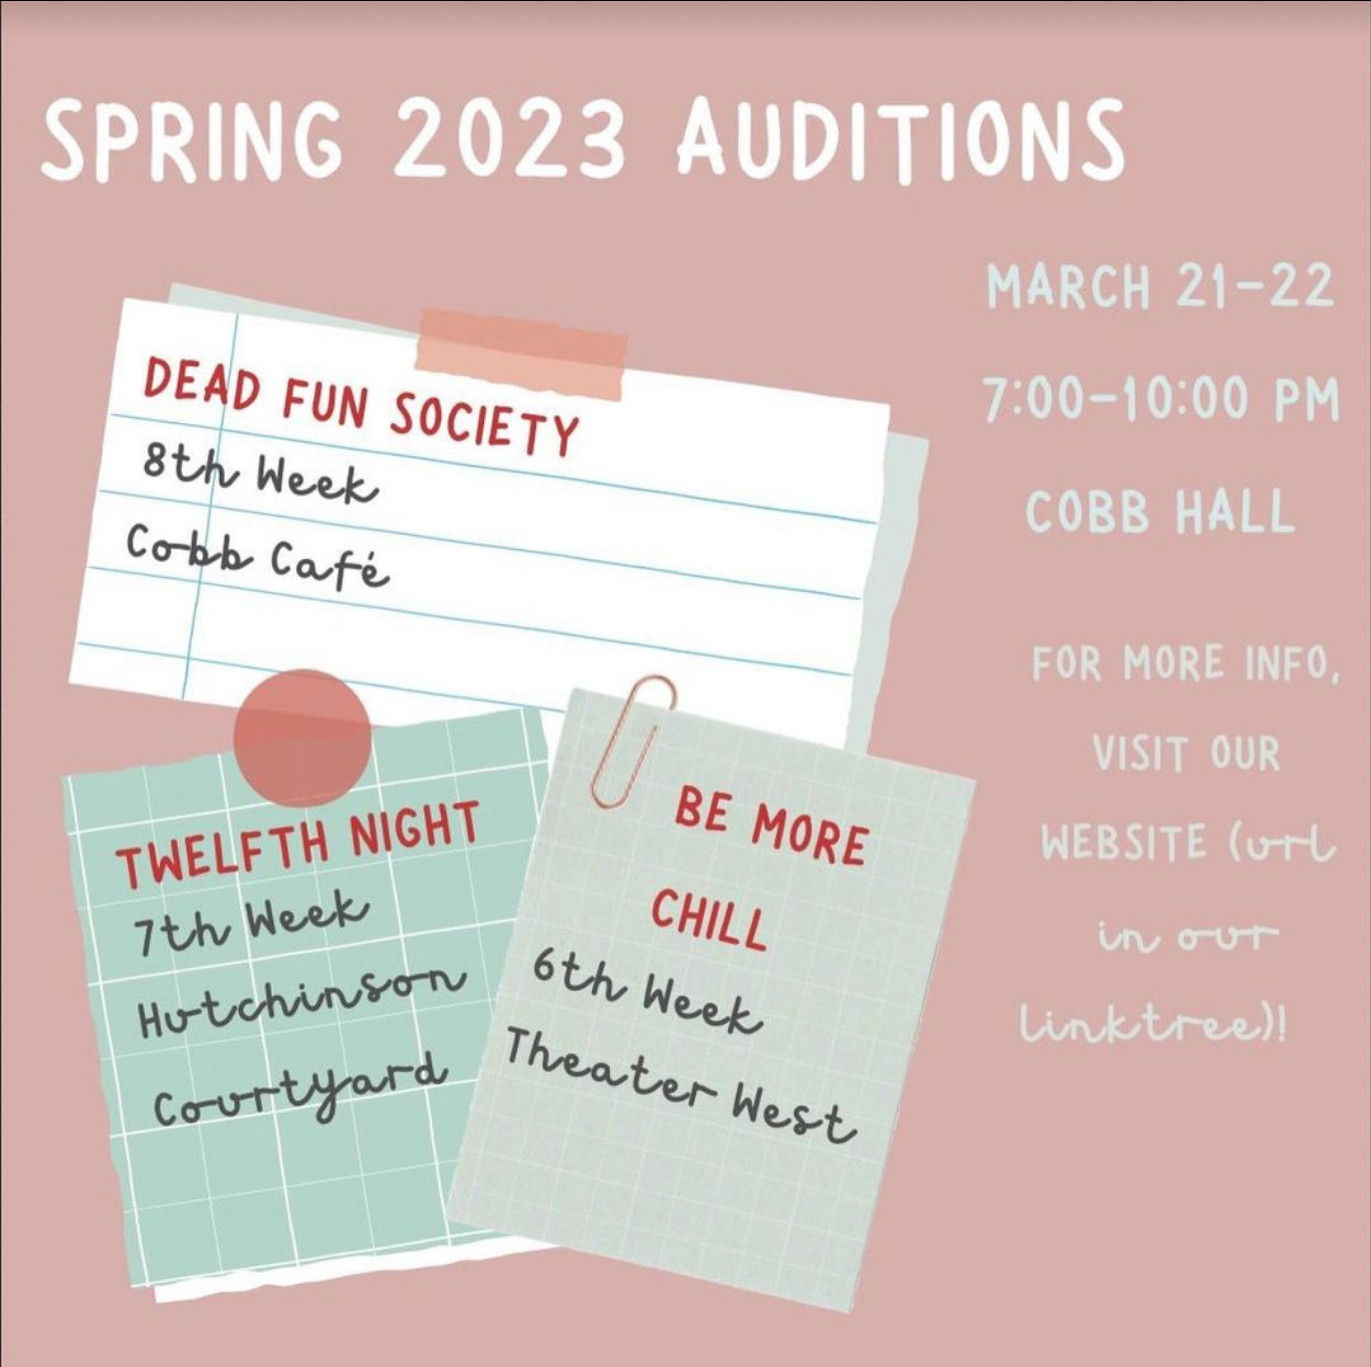 SPRING 2023 AUDITIONS
DEAD FUN SOCIETY
8th Week
Cobb Café
TWELFTH NIGHT
7th Week
Hutchinson
Courtyard
BE MORE
CHILL
6th Week
Theater West
MARCH 21-22
7:00-10:00 PM
COBB HALL
FOR MORE INFO,
VISIT OUR
WEBSITE (url
in our
linktree)!